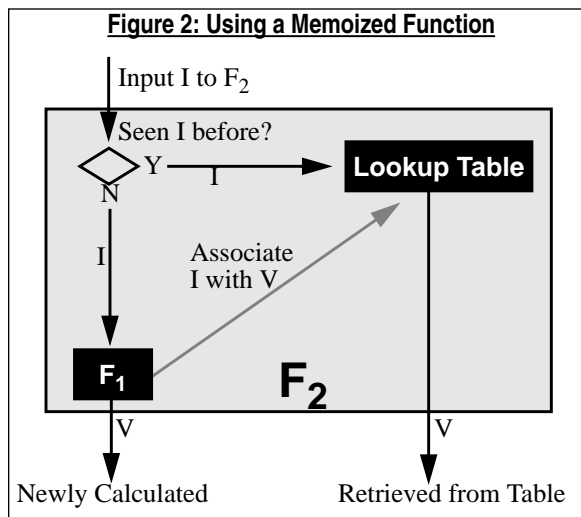 Figure 2: Using a Memoized Function
Input I to F2
Seen I before?
Y
I
Lookup Table
N
I
Associate
I with V
F1
F2
V
V
Newly Calculated
Retrieved from Table